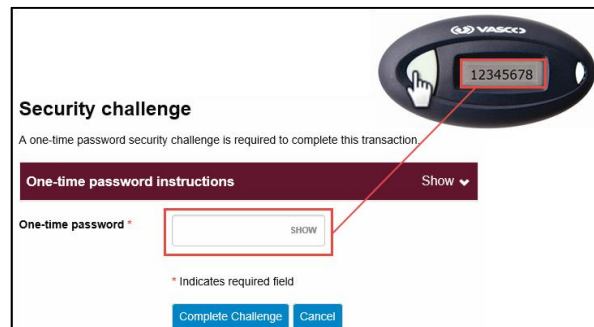 VASCO
12345678
Security challenge
A one-time password security challenge is required to complete this transaction.
One-time password instructions Show
One-time password * SHOW
* Indicates required field
Complete Challenge Cancel